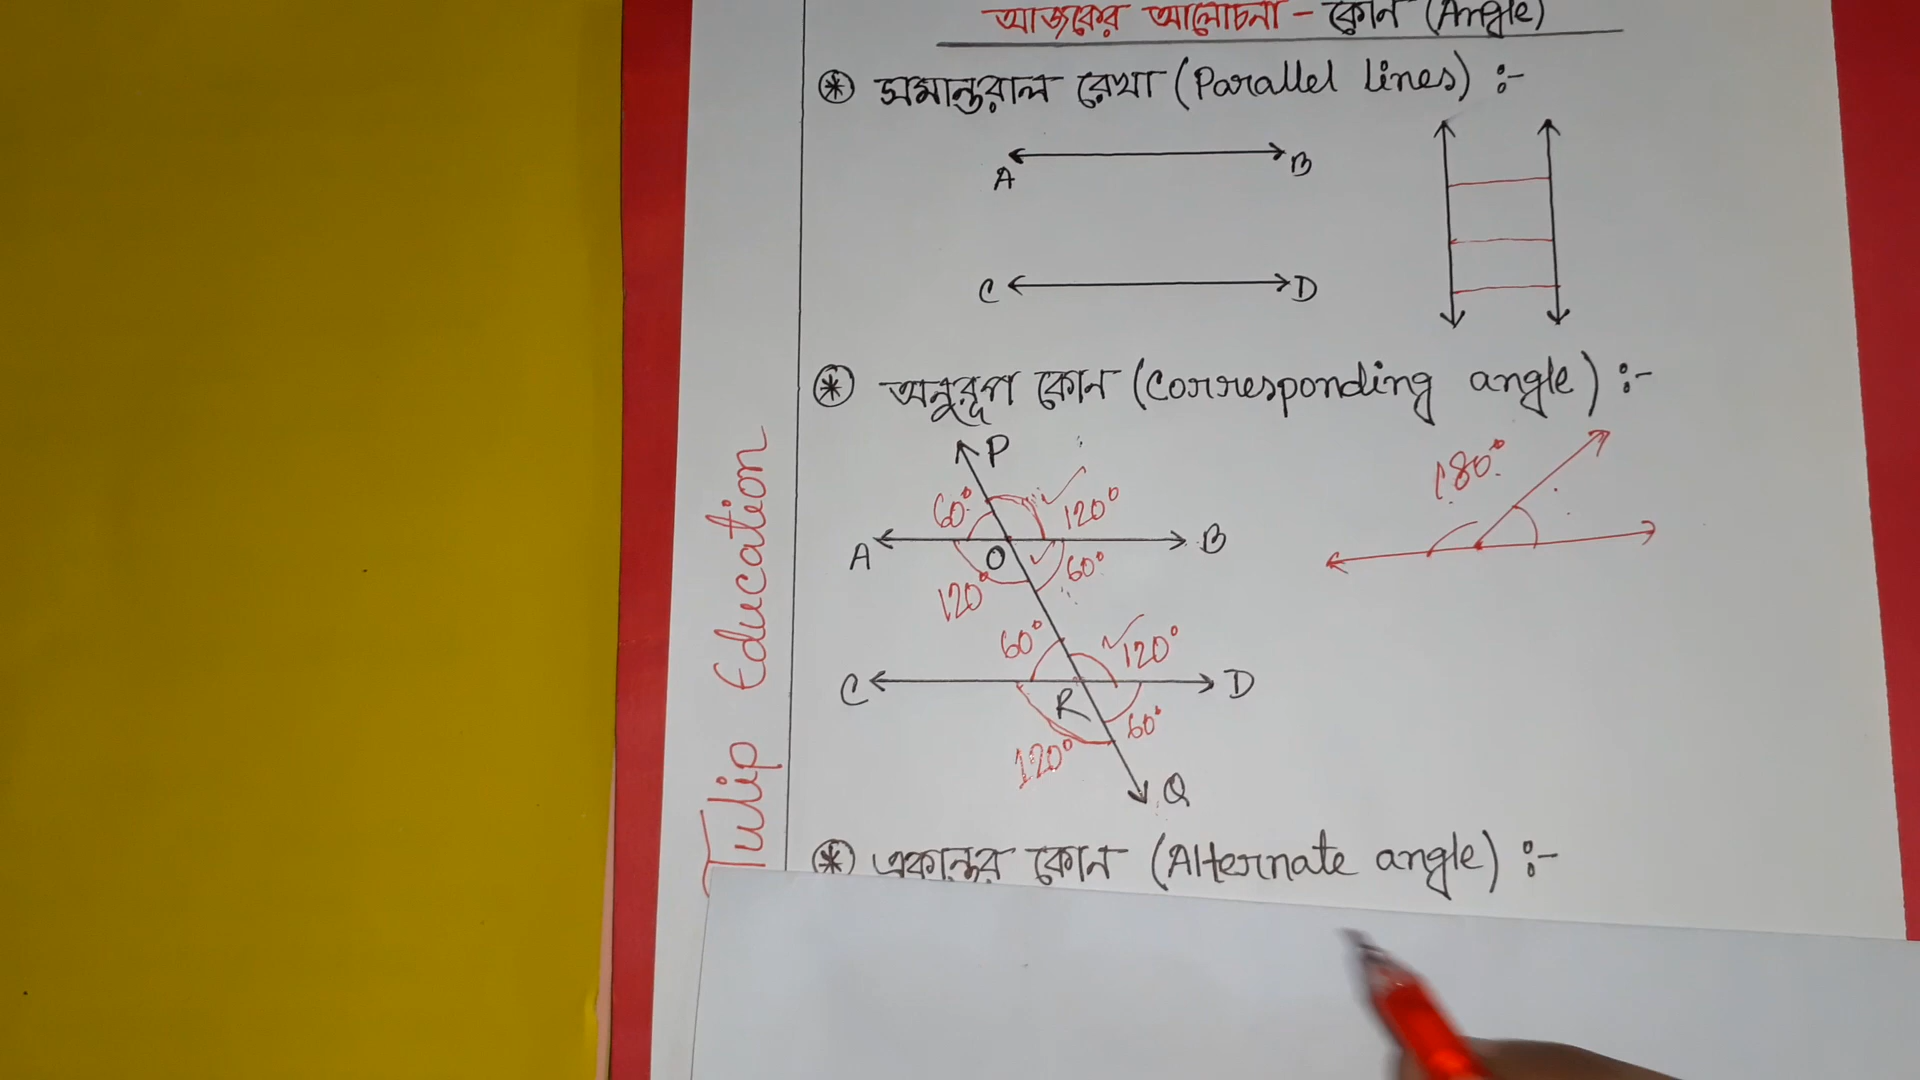 আজকের আলোচনা - কোন (Angle)
* সমান্তরাল রেখা (Parallel lines) :-
A B
C D
* অনুরূপ কোন (Corresponding angle) :-
P
60° 120°
180°
A O B
120° 60°
60° 120°
C R D
120° 60°
Q
* একান্তর কোন (Alternate angle) :-
Tulip Education